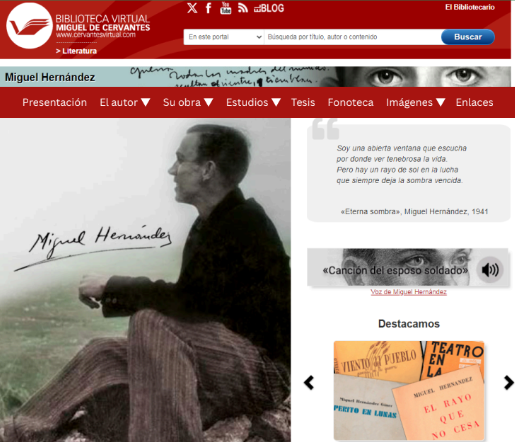 BIBLIOTECA VIRTUAL
MIGUEL DE CERVANTES
www.cervantesvirtual.com
> Literatura
X f You Tube BLOG
El Bibliotecario
En este portal
Búsqueda por título, autor o contenido
Buscar
Miguel Hernández
Presentación El autor ▼ Su obra ▼ Estudios ▼ Tesis Fonoteca Imágenes ▼ Enlaces
Miguel Hernández
Soy una abierta ventana que escucha
por donde ver tenebrosa la vida.
Pero hay un rayo de sol en la lucha
que siempre deja la sombra vencida.
«Eterna sombra», Miguel Hernández, 1941
«Canción del esposo soldado»
Voz de Miguel Hernández
Destacamos
VIENTO DEL PUEBLO
TEATRO
EN
LA
PERITO EN LUNAS
MIGUEL HERNANDEZ
EL RAYO
QUE
NO CESA